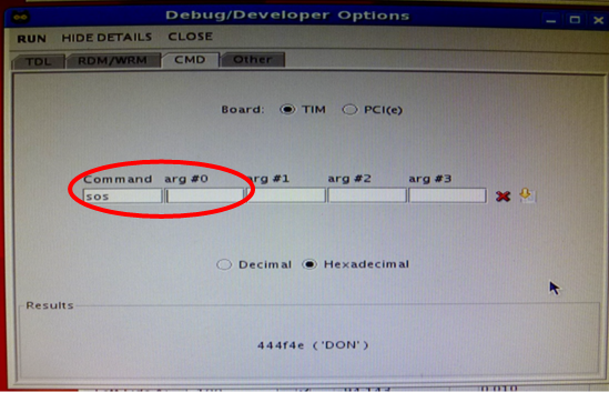 Debug/Developer Options
RUN HIDE DETAILS CLOSE
TDL RDM/WRM CMD Other
Board: TIM PCI(e)
Command arg #0 arg #1 arg #2 arg #3
sos
Decimal Hexadecimal
Results
444f4e ('DON')